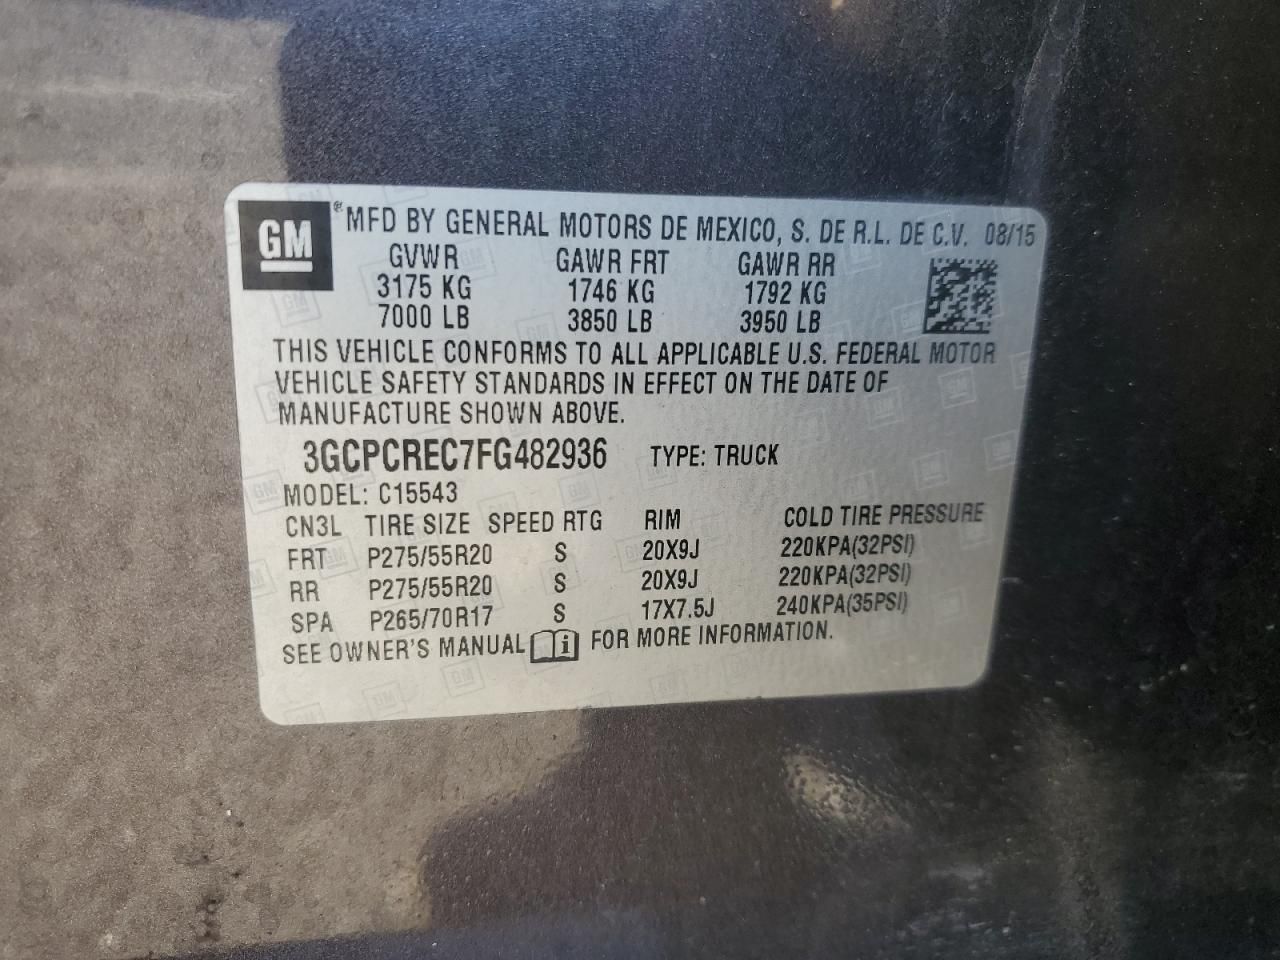 GM ® MFD BY GENERAL MOTORS DE MEXICO, S. DE R.L. DE C.V. 08/15
GVWR GAWR FRT GAWR RR
3175 KG 1746 KG 1792 KG
7000 LB 3850 LB 3950 LB
THIS VEHICLE CONFORMS TO ALL APPLICABLE U.S. FEDERAL MOTOR
VEHICLE SAFETY STANDARDS IN EFFECT ON THE DATE OF
MANUFACTURE SHOWN ABOVE.
3GCPCREC7FG482936 TYPE: TRUCK
MODEL: C15543
CN3L TIRE SIZE SPEED RTG RIM COLD TIRE PRESSURE
FRT P275/55R20 S 20X9J 220KPA(32PSI)
RR P275/55R20 S 20X9J 220KPA(32PSI)
SPA P265/70R17 S 17X7.5J 240KPA(35PSI)
SEE OWNER'S MANUAL i FOR MORE INFORMATION.